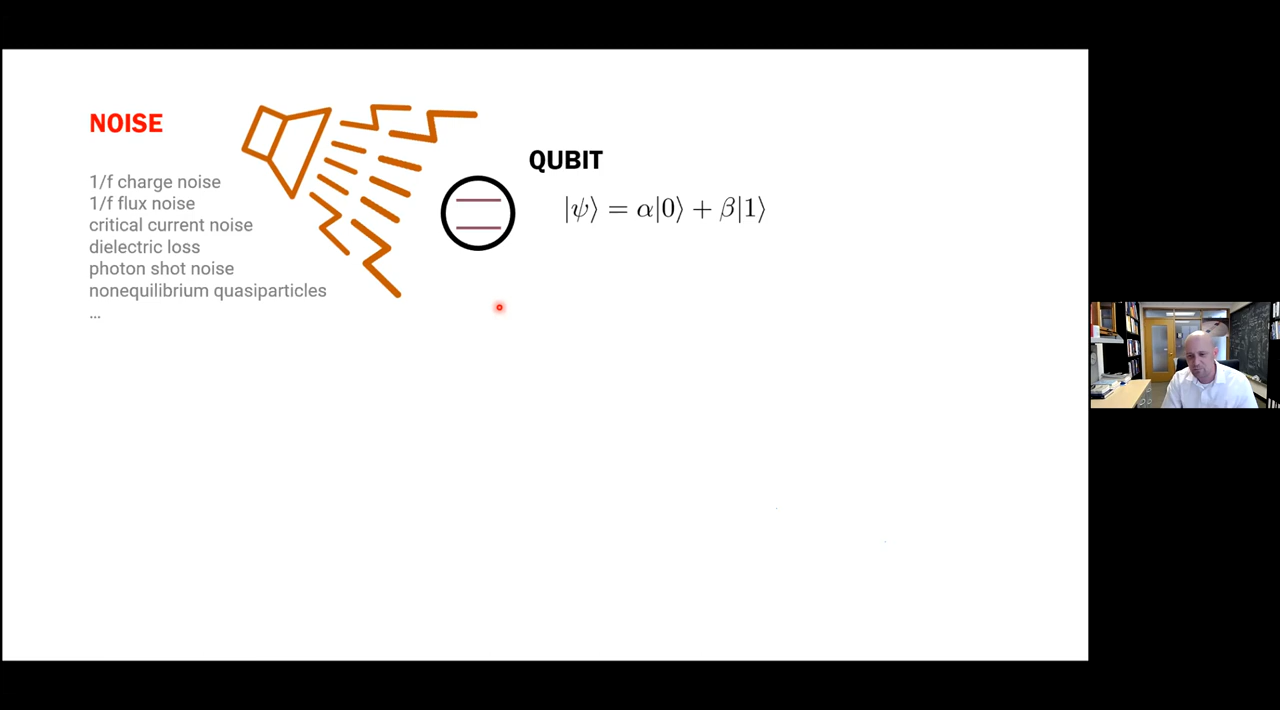 NOISE
1/f charge noise
1/f flux noise
critical current noise
dielectric loss
photon shot noise
nonequilibrium quasiparticles
...
QUBIT
|ψ⟩ = α|0⟩ + β|1⟩